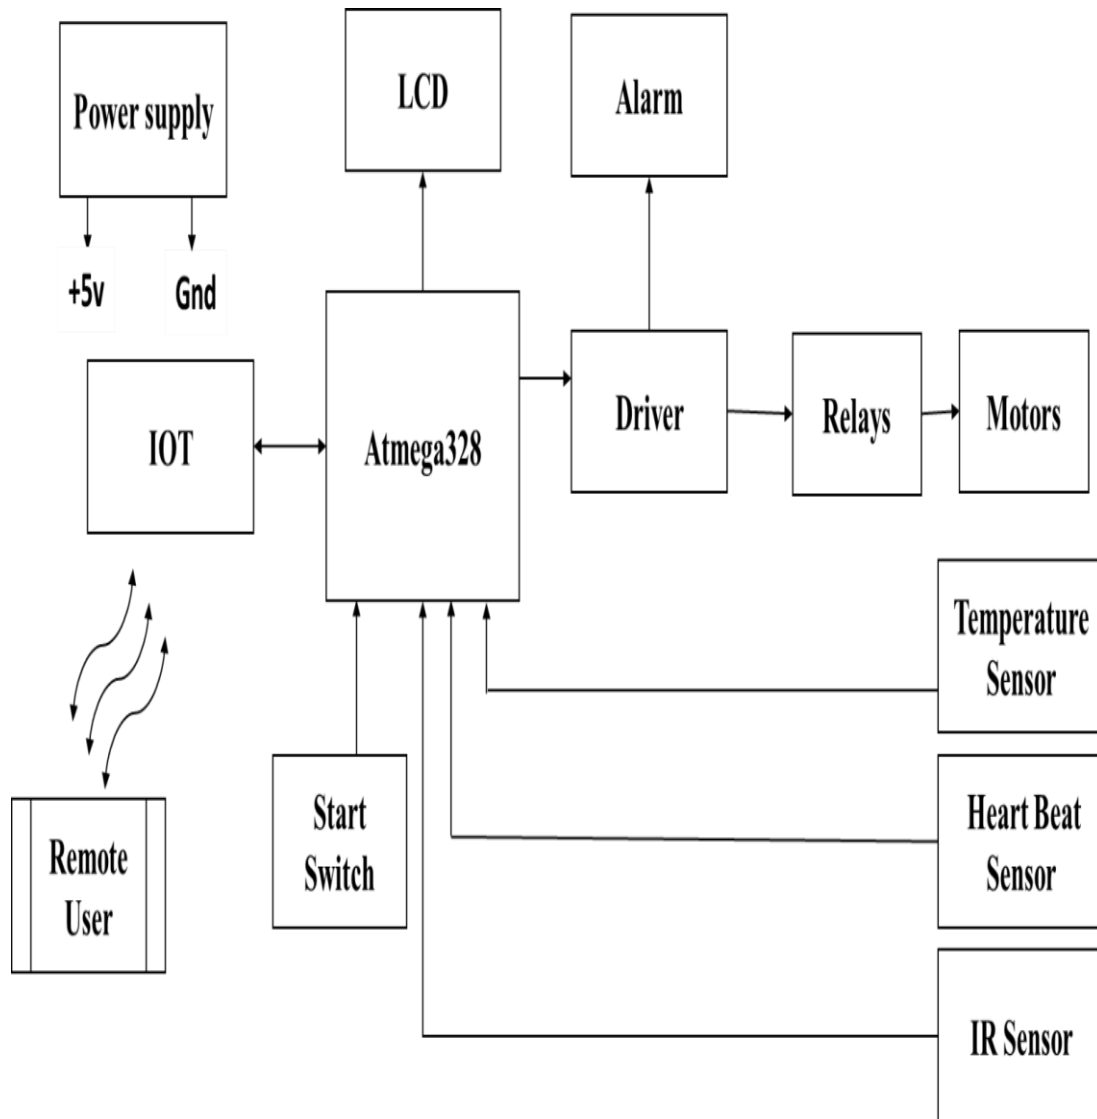 Power supply
LCD
Alarm
+5v
Gnd
IOT
Atmega328
Driver
Relays
Motors
Temperature
Sensor
Start
Switch
Heart Beat
Sensor
Remote
User
IR Sensor